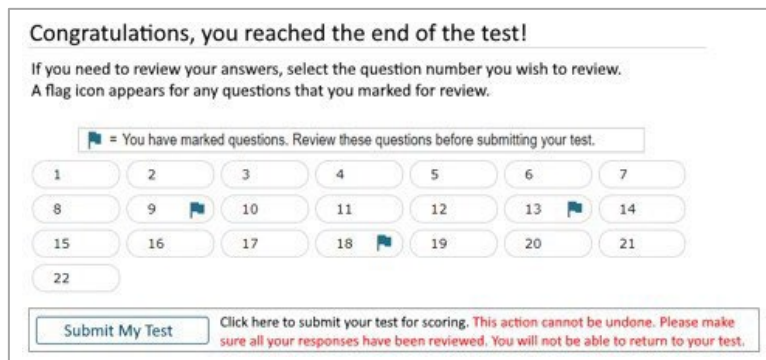 Congratulations, you reached the end of the test!
If you need to review your answers, select the question number you wish to review.
A flag icon appears for any questions that you marked for review.
= You have marked questions. Review these questions before submitting your test.
1 2 3 4 5 6 7
8 9 10 11 12 13 14
15 16 17 18 19 20 21
22
Submit My Test
Click here to submit your test for scoring. This action cannot be undone. Please make
sure all your responses have been reviewed. You will not be able to return to your test.